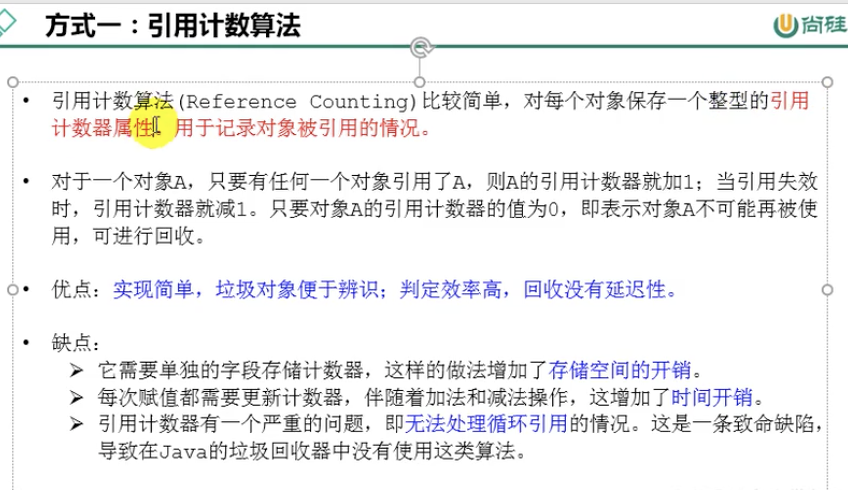 方式一：引用计数算法
尚硅
• 引用计数算法(Reference Counting)比较简单，对每个对象保存一个整型的引用
计数器属性。用于记录对象被引用的情况。
• 对于一个对象A，只要有任何一个对象引用了A，则A的引用计数器就加1；当引用失效
时，引用计数器就减1。只要对象A的引用计数器的值为0，即表示对象A不可能再被使
用，可进行回收。
• 优点：实现简单，垃圾对象便于辨识；判定效率高，回收没有延迟性。
• 缺点：
➢ 它需要单独的字段存储计数器，这样的做法增加了存储空间的开销。
➢ 每次赋值都需要更新计数器，伴随着加法和减法操作，这增加了时间开销。
➢ 引用计数器有一个严重的问题，即无法处理循环引用的情况。这是一条致命缺陷，
导致在Java的垃圾回收器中没有使用这类算法。